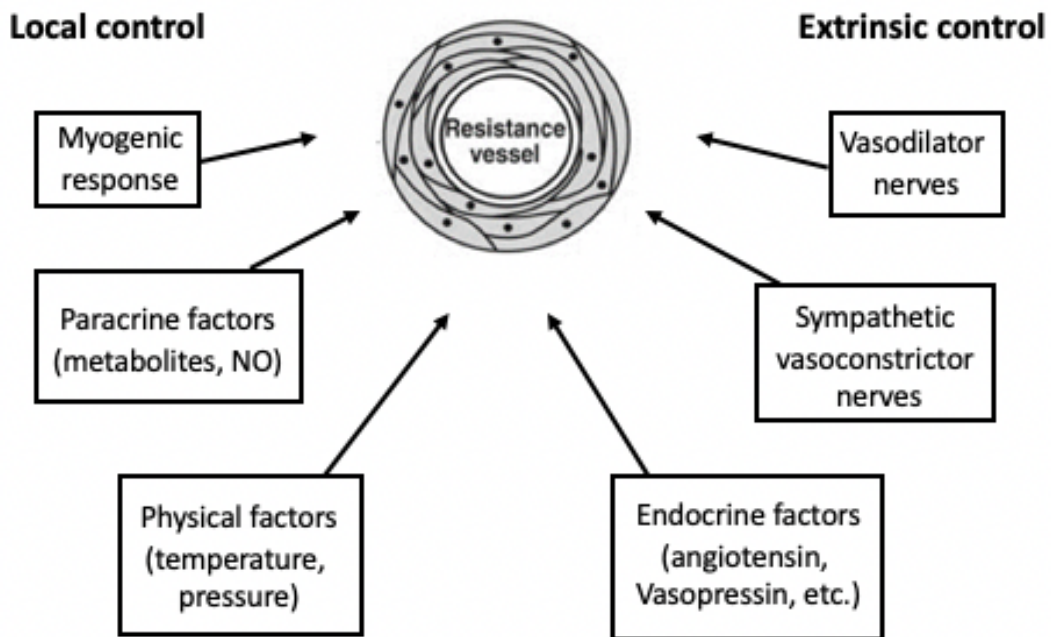 Local control
Extrinsic control
Resistance
vessel
Myogenic
response
Vasodilator
nerves
Paracrine factors
(metabolites, NO)
Sympathetic
vasoconstrictor
nerves
Physical factors
(temperature,
pressure)
Endocrine factors
(angiotensin,
Vasopressin, etc.)